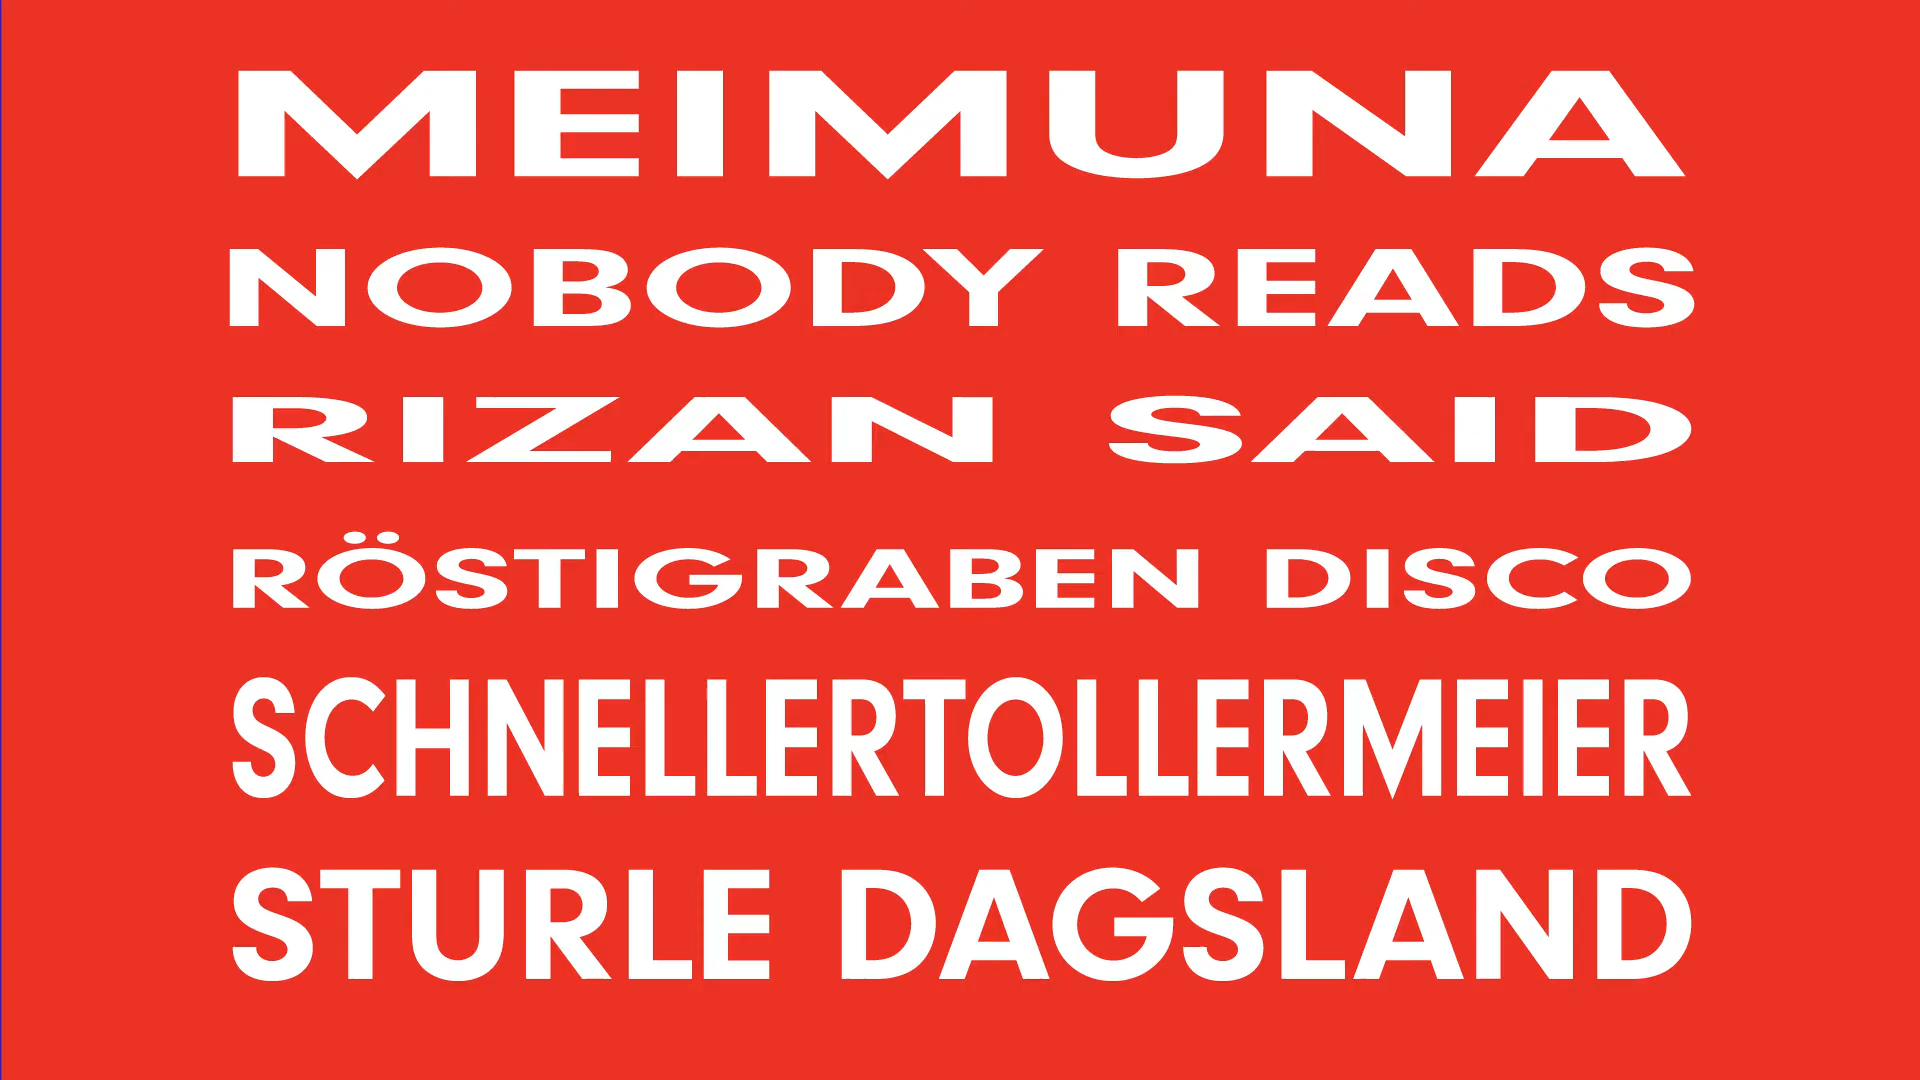 MEIMUNA
NOBODY READS
RIZAN SAID
RÖSTIGRABEN DISCO
SCHNELLERTOLLERMEIER
STURLE DAGSLAND